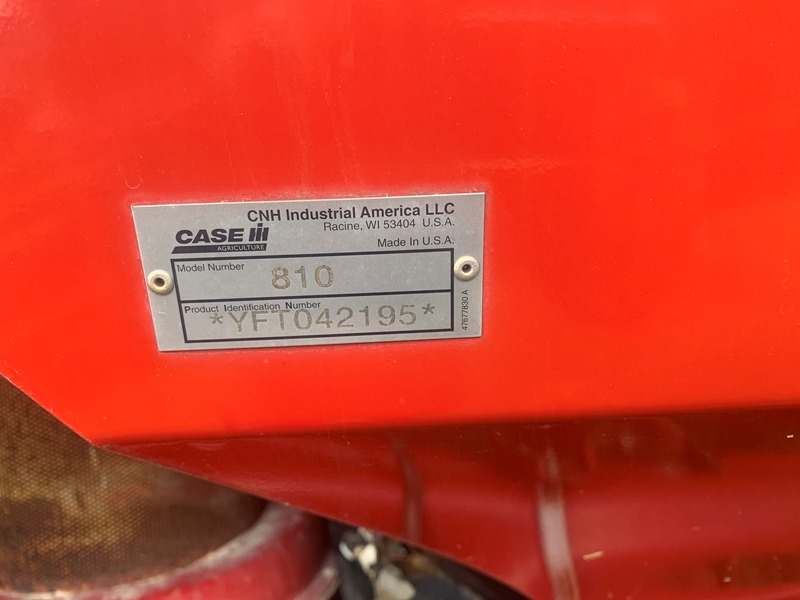 CNH Industrial America LLC
Racine, WI 53404 U.S.A.
CASE IH
AGRICULTURE
Made In U.S.A.
Model Number
810
Product Identification Number
*YFT042195*
47677830 A